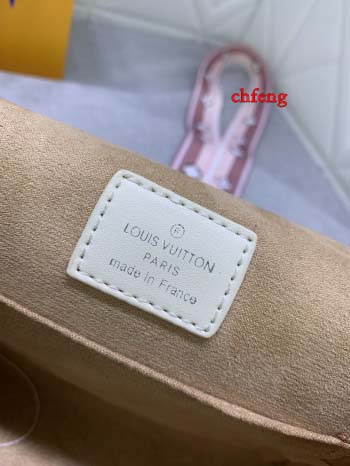 chfeng
®
LOUIS VUITTON
PARIS
made in France